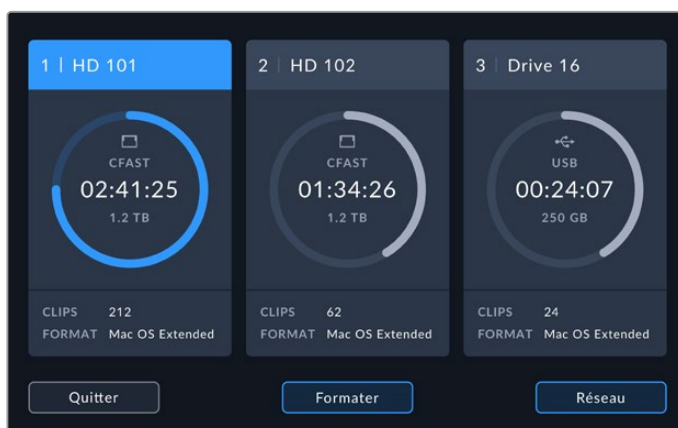 1 | HD 101
CFAST
02:41:25
1.2 TB
CLIPS 212
FORMAT Mac OS Extended
2 | HD 102
CFAST
01:34:26
1.2 TB
CLIPS 62
FORMAT Mac OS Extended
3 | Drive 16
USB
00:24:07
250 GB
CLIPS 24
FORMAT Mac OS Extended
Quitter
Formater
Réseau